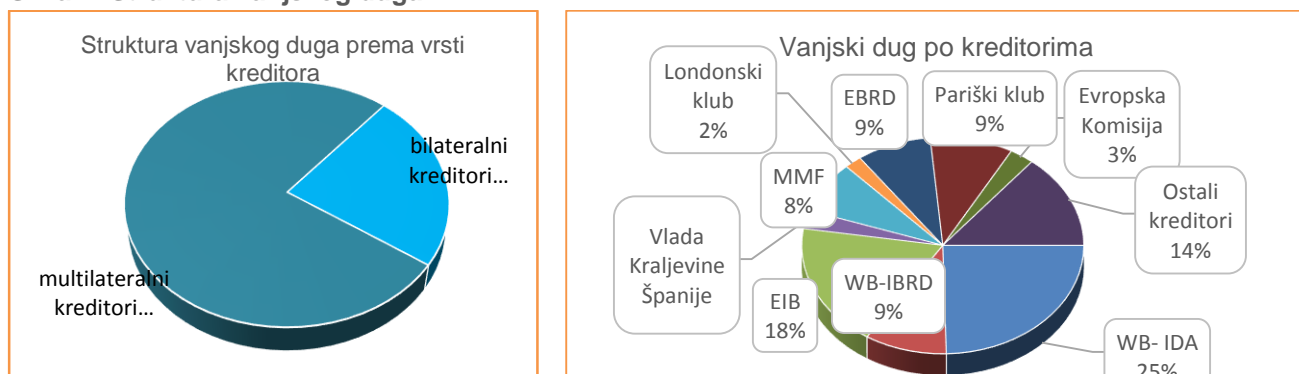 Struktura vanjskog duga prema vrsti
kreditora
bilateralni
kreditori...
multilateralni
kreditori...
Vanjski dug po kreditorima
Londonski
klub
2%
EBRD
9%
Pariški klub
9%
Evropska
Komisija
3%
MMF
8%
Ostali
kreditori
14%
Vlada
Kraljevine
Španije
EIB
18%
WB-IBRD
9%
WB- IDA
25%